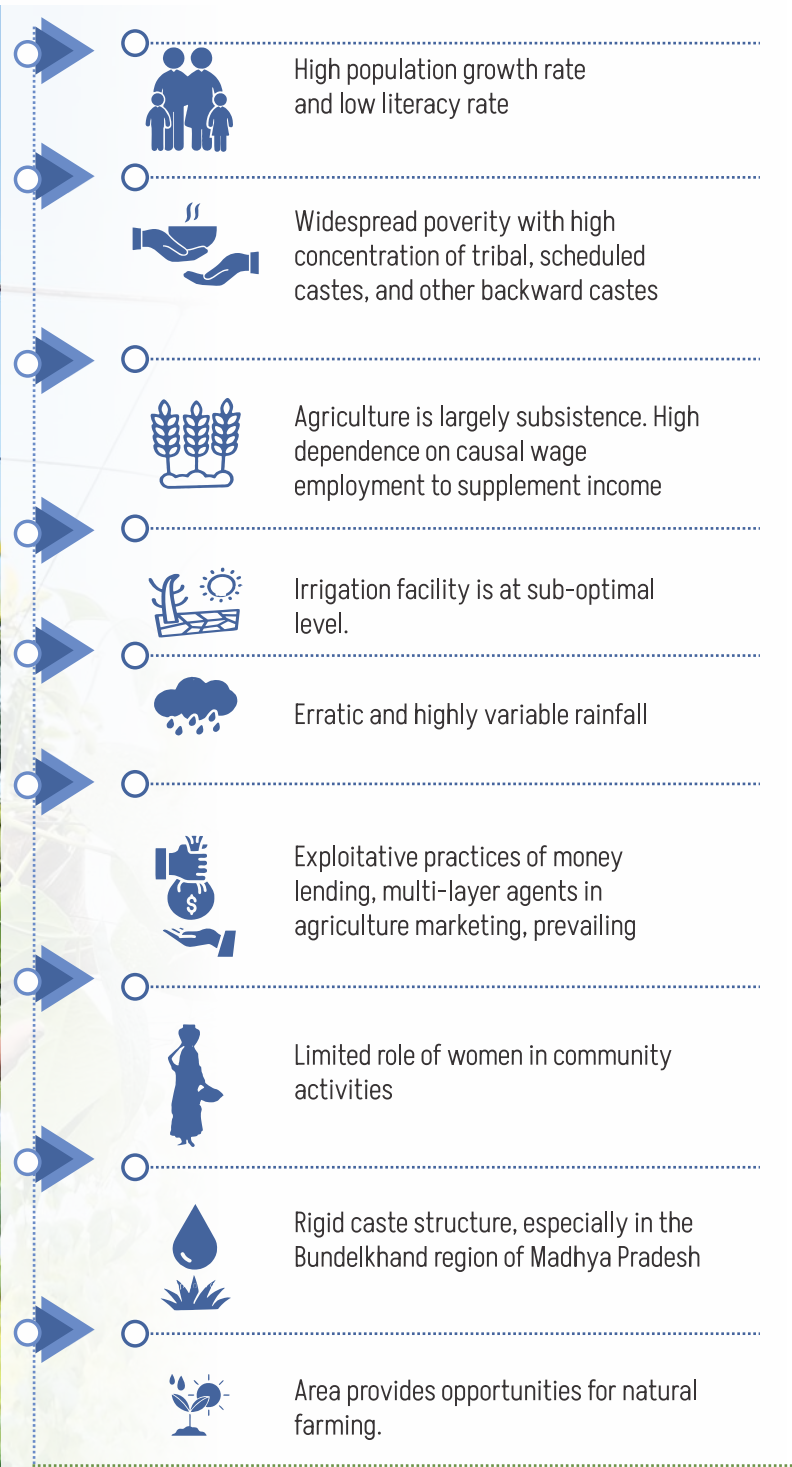 High population growth rate
and low literacy rate
Widespread poverity with high
concentration of tribal, scheduled
castes, and other backward castes
Agriculture is largely subsistence. High
dependence on causal wage
employment to supplement income
Irrigation facility is at sub-optimal
level.
Erratic and highly variable rainfall
$
Exploitative practices of money
lending, multi-layer agents in
agriculture marketing, prevailing
Limited role of women in community
activities
Rigid caste structure, especially in the
Bundelkhand region of Madhya Pradesh
Area provides opportunities for natural
farming.